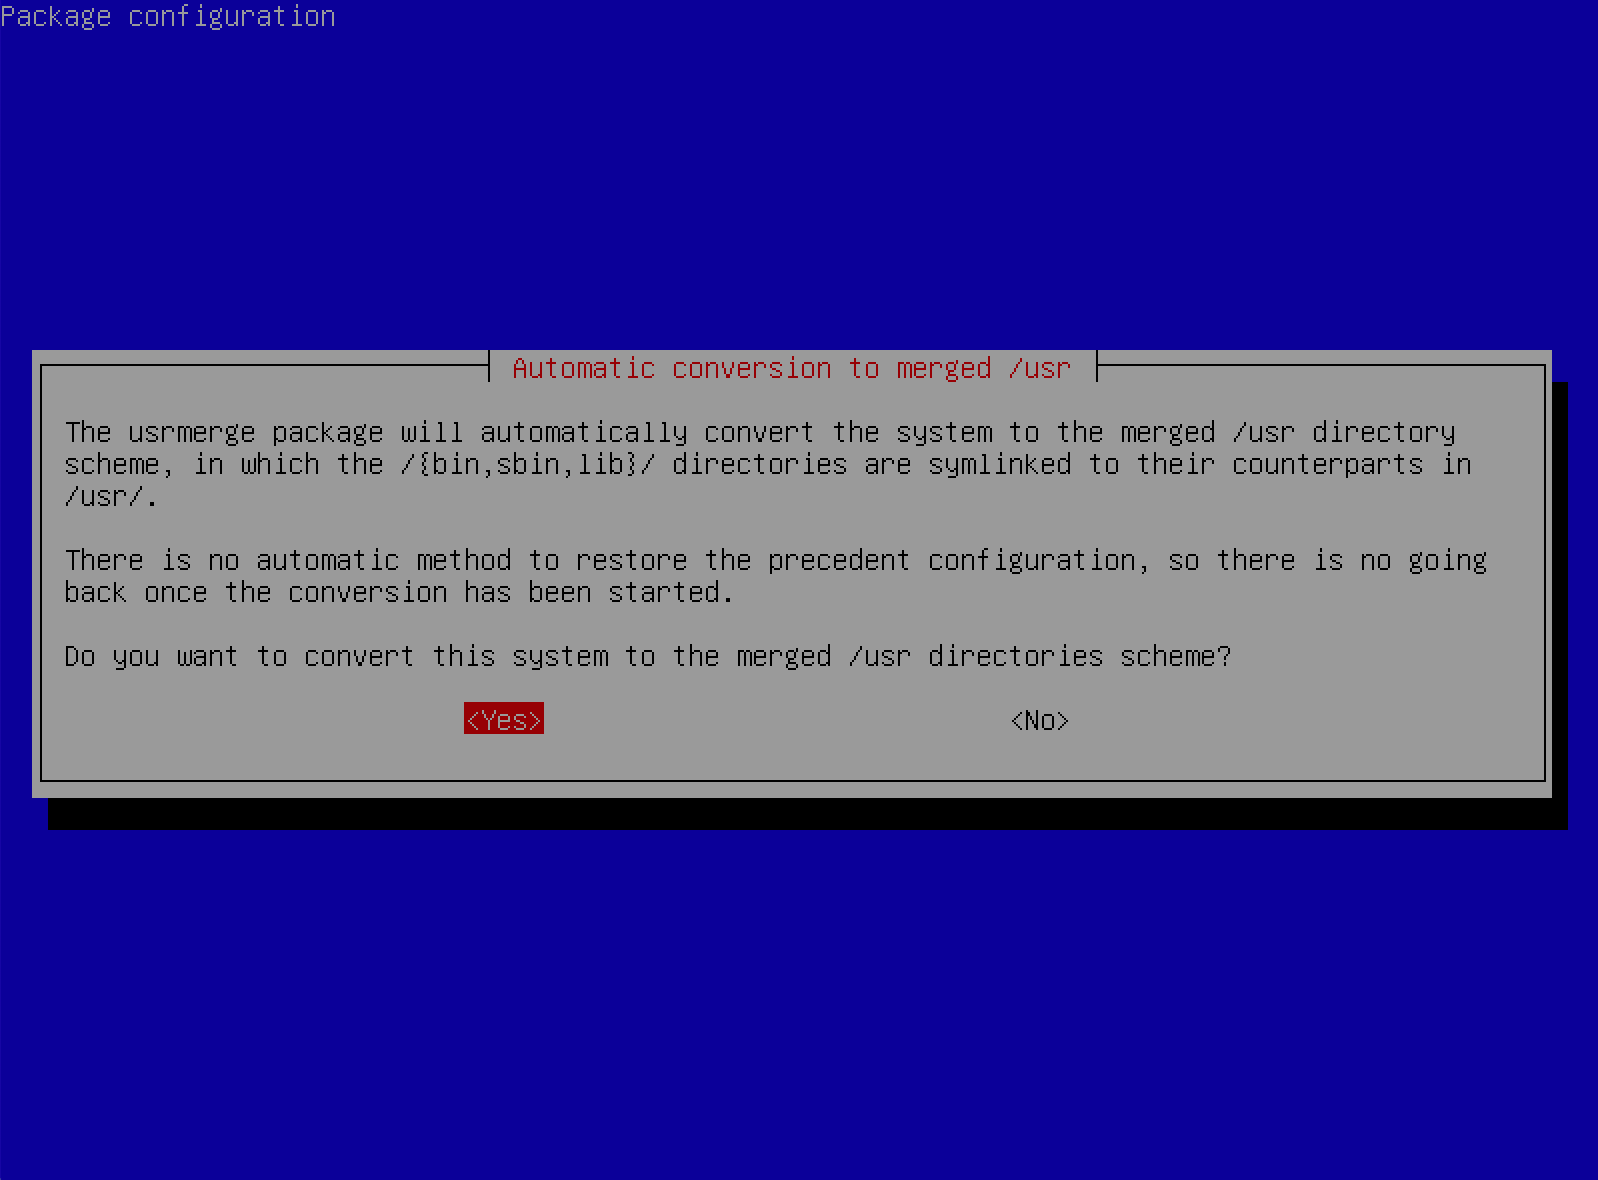 Package configuration
Automatic conversion to merged /usr
The usrmerge package will automatically convert the system to the merged /usr directory
scheme, in which the /{bin,sbin,lib}/ directories are symlinked to their counterparts in
/usr/.
There is no automatic method to restore the precedent configuration, so there is no going
back once the conversion has been started.
Do you want to convert this system to the merged /usr directories scheme?
<Yes> <No>